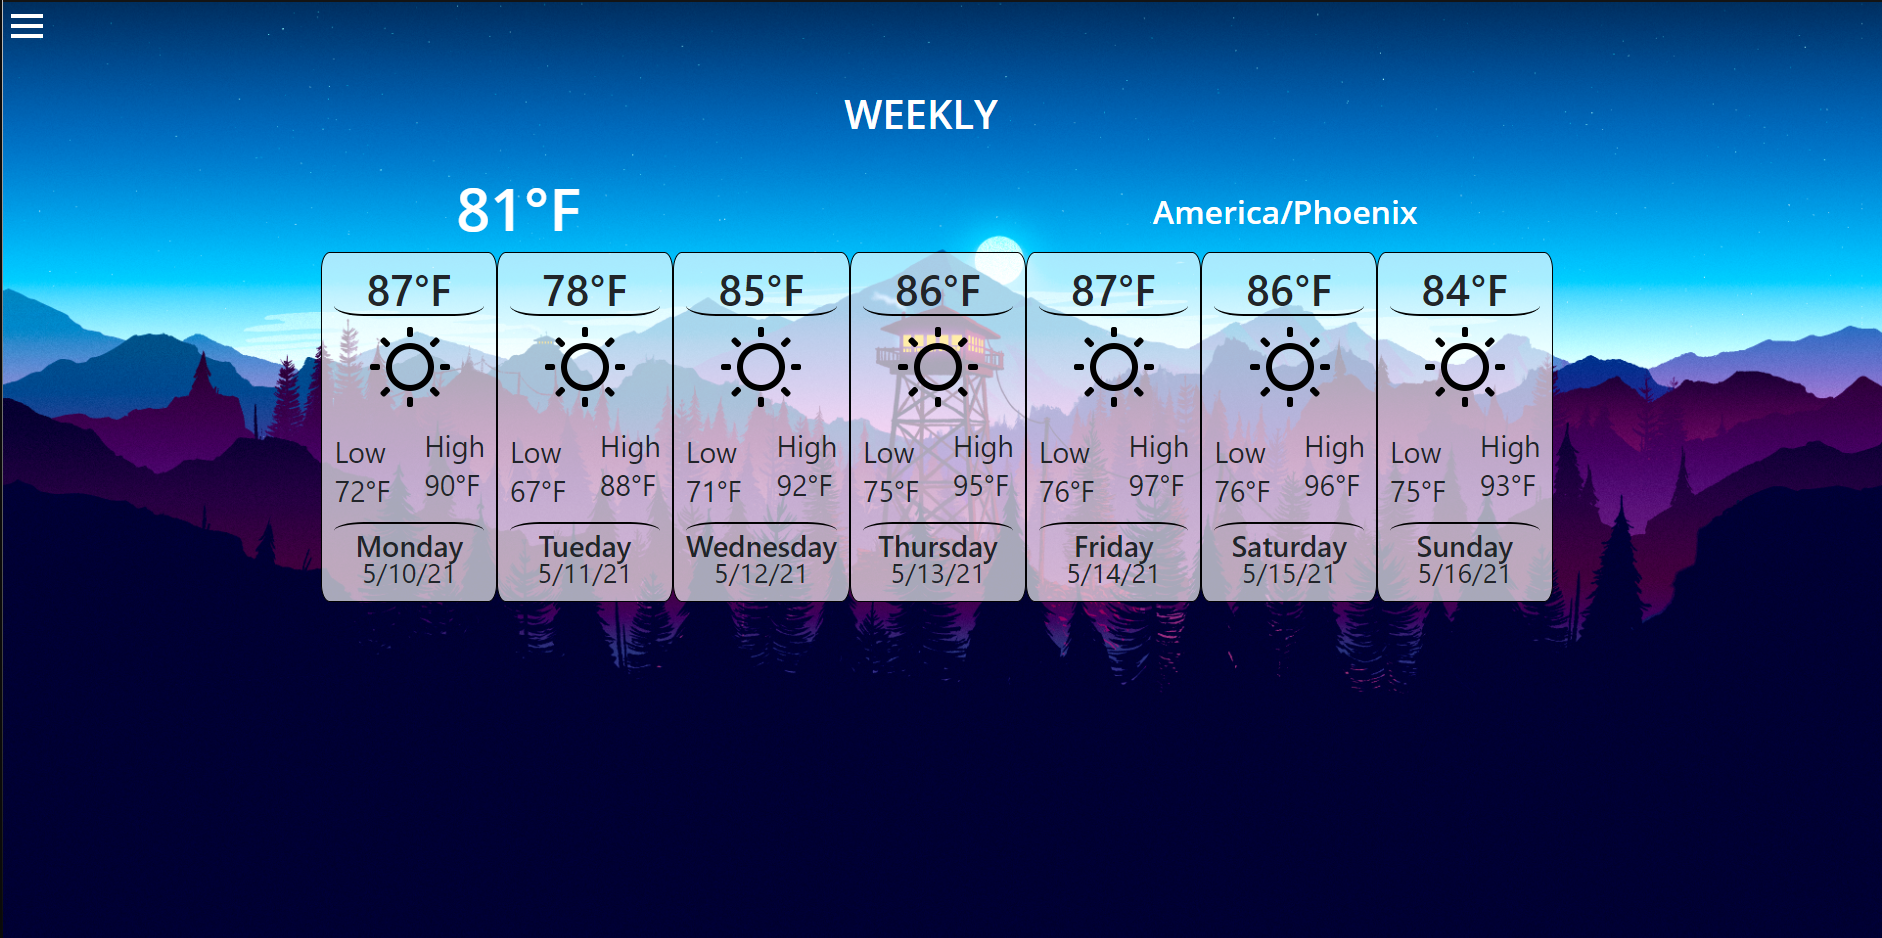 WEEKLY
81°F
America/Phoenix
87°F
Low High
72°F 90°F
Monday
5/10/21
78°F
Low High
67°F 88°F
Tueday
5/11/21
85°F
Low High
71°F 92°F
Wednesday
5/12/21
86°F
Low High
75°F 95°F
Thursday
5/13/21
87°F
Low High
76°F 97°F
Friday
5/14/21
86°F
Low High
76°F 96°F
Saturday
5/15/21
84°F
Low High
75°F 93°F
Sunday
5/16/21